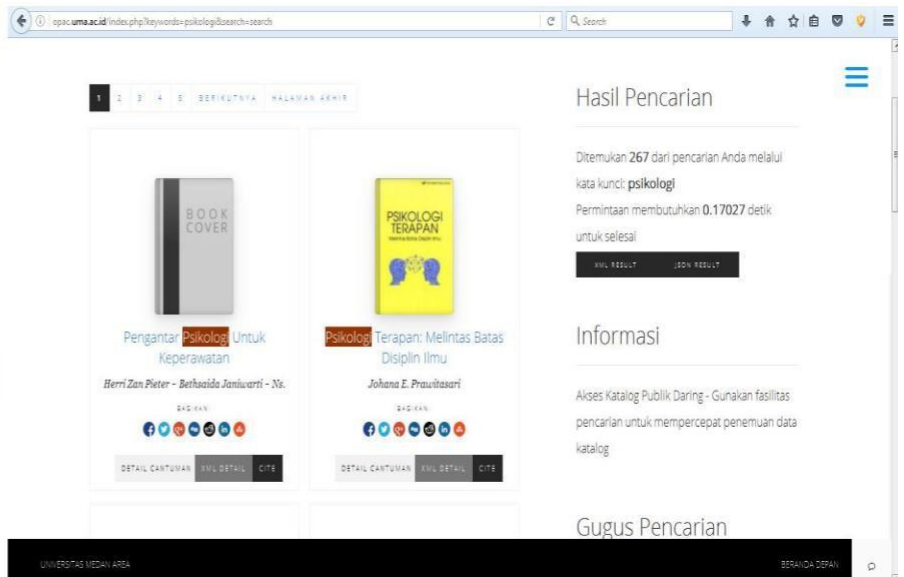 opac.uma.ac.id/index.php?keywords=psikologi&search=search
Search
1 2 3 4 5 BERIKUTNYA HALAMAN AKHIR
BOOK
COVER
Pengantar Psikologi Untuk
Keperawatan
Herri Zan Pieter - Bethsaida Janiwarti - Ns.
BAGIKAN
DETAIL CANTUMAN XML DETAIL CITE
PSIKOLOGI
TERAPAN
Melintas Batas Disiplin Ilmu
Psikologi Terapan: Melintas Batas
Disiplin Ilmu
Johana E. Prawitasari
BAGIKAN
DETAIL CANTUMAN XML DETAIL CITE
Hasil Pencarian
Ditemukan 267 dari pencarian Anda melalui
kata kunci: psikologi
Permintaan membutuhkan 0.17027 detik
untuk selesai
XML RESULT JSON RESULT
Informasi
Akses Katalog Publik Daring - Gunakan fasilitas
pencarian untuk mempercepat penemuan data
katalog
Gugus Pencarian
UNIVERSITAS MEDAN AREA
BERANDA DEPAN